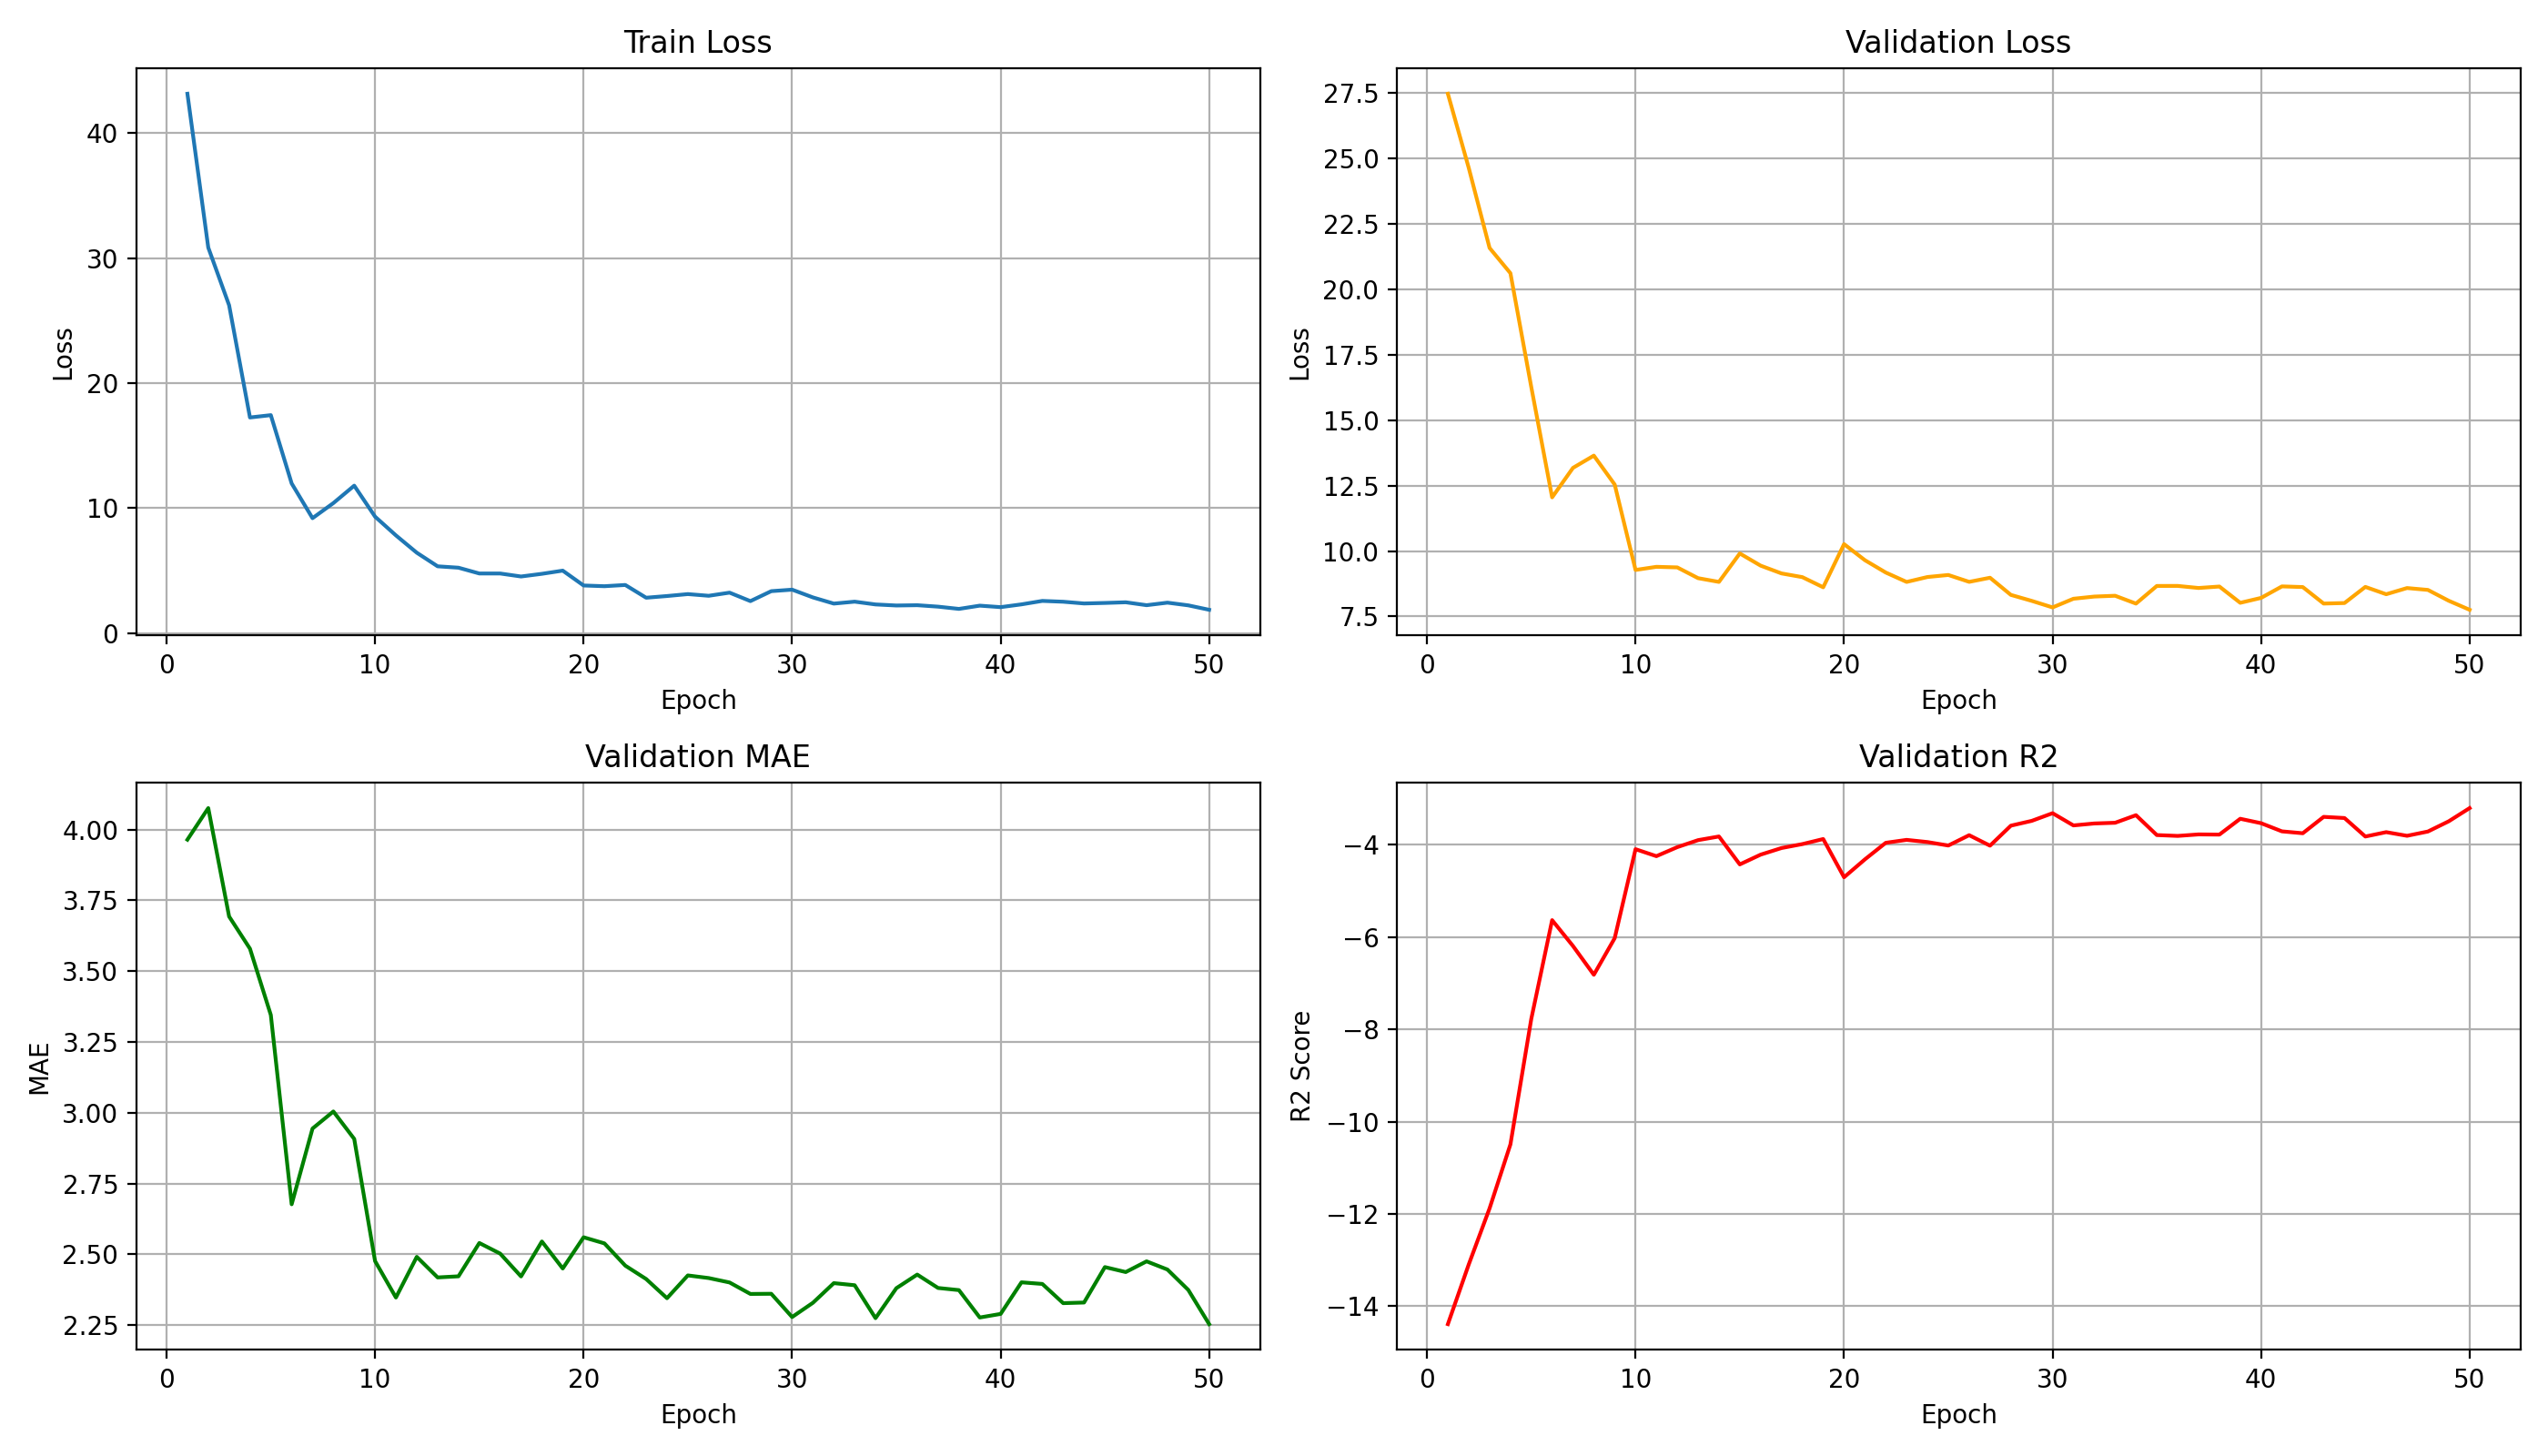 Train Loss
Loss
40
30
20
10
0
0 10 20 30 40 50
Epoch
Validation Loss
Loss
27.5
25.0
22.5
20.0
17.5
15.0
12.5
10.0
7.5
0 10 20 30 40 50
Epoch
Validation MAE
MAE
4.00
3.75
3.50
3.25
3.00
2.75
2.50
2.25
0 10 20 30 40 50
Epoch
Validation R2
R2 Score
−4
−6
−8
−10
−12
−14
0 10 20 30 40 50
Epoch